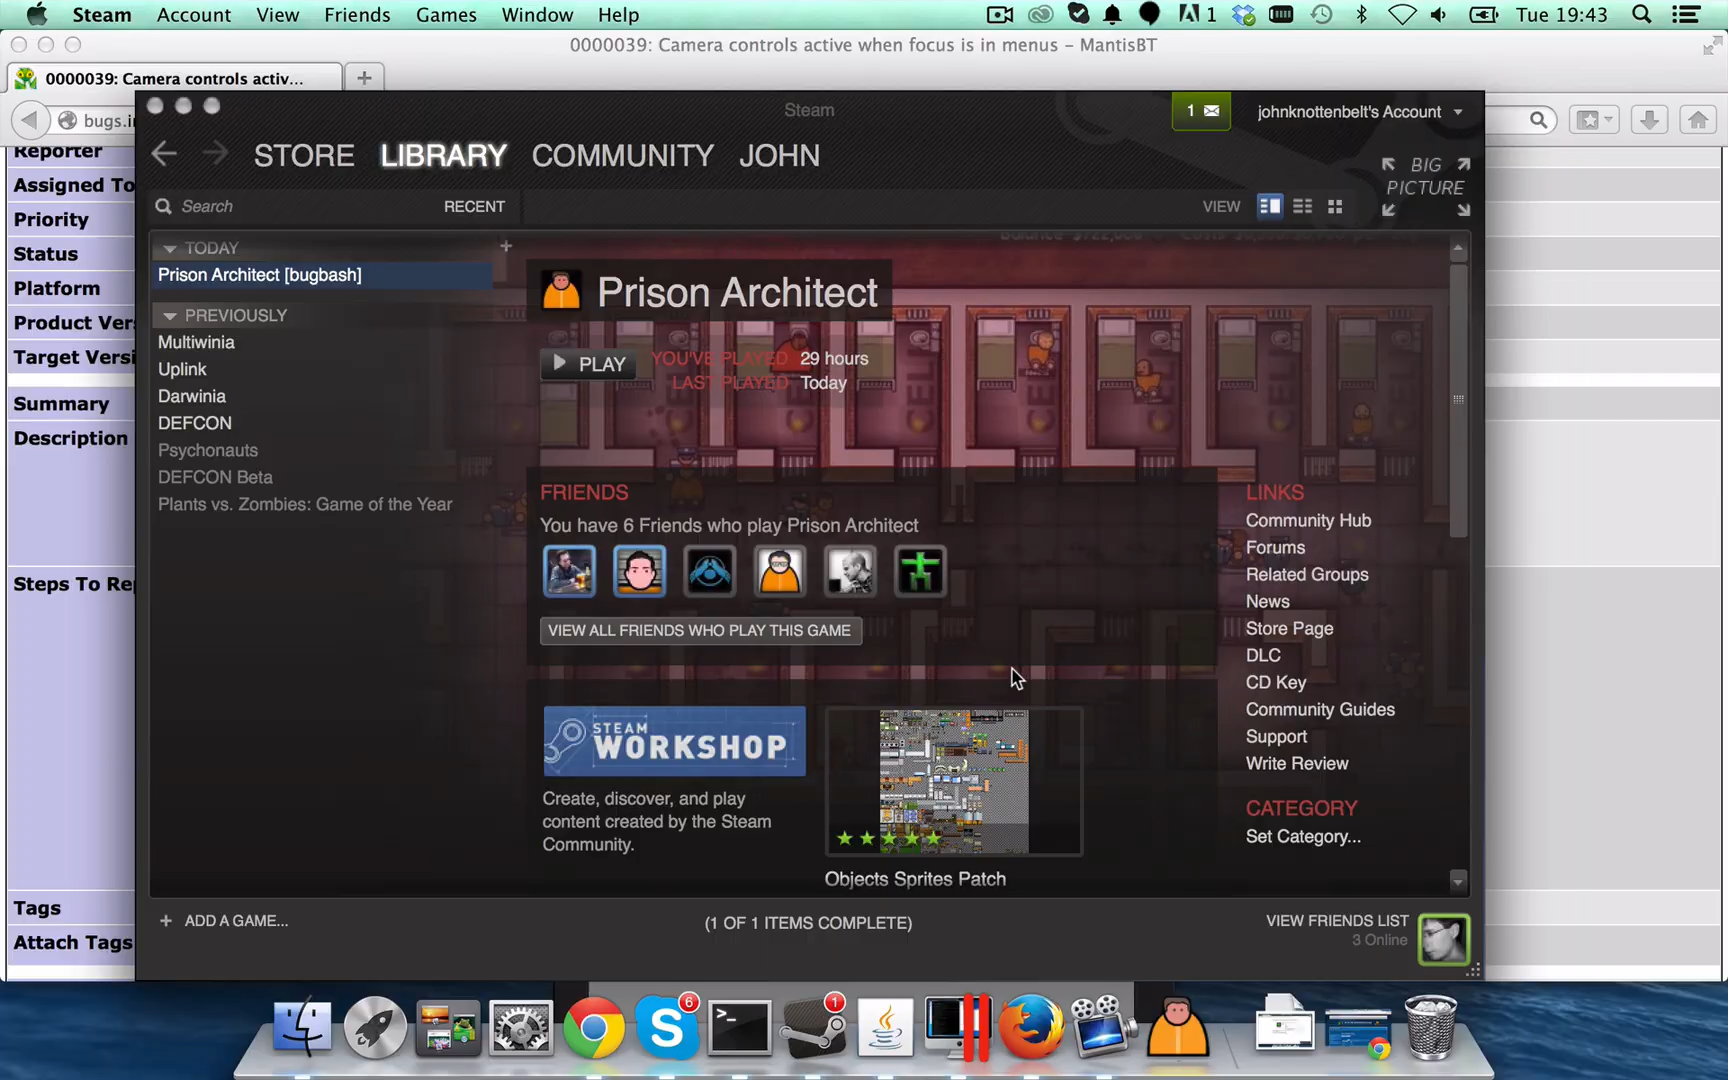 Steam Account View Friends Games Window Help 1 Tue 19:43
0000039: Camera controls active when focus is in menus - MantisBT
0000039: Camera controls activ...
bugs.in
Steam
1
johnknottenbelt's Account
STORE LIBRARY COMMUNITY JOHN
BIG
PICTURE
Search RECENT
VIEW
Reporter
Assigned To
Priority
Status
Platform
Product Vers
Target Versi
Summary
Description
Steps To Rep
Tags
Attach Tags
TODAY
Prison Architect [bugbash]
PREVIOUSLY
Multiwinia
Uplink
Darwinia
DEFCON
Psychonauts
DEFCON Beta
Plants vs. Zombies: Game of the Year
Prison Architect
PLAY
YOU'VE PLAYED 29 hours
LAST PLAYED Today
FRIENDS
You have 6 Friends who play Prison Architect
VIEW ALL FRIENDS WHO PLAY THIS GAME
STEAM
WORKSHOP
Create, discover, and play
content created by the Steam
Community.
Objects Sprites Patch
LINKS
Community Hub
Forums
Related Groups
News
Store Page
DLC
CD Key
Community Guides
Support
Write Review
CATEGORY
Set Category...
+ ADD A GAME...
(1 OF 1 ITEMS COMPLETE)
VIEW FRIENDS LIST
3 Online
6
1